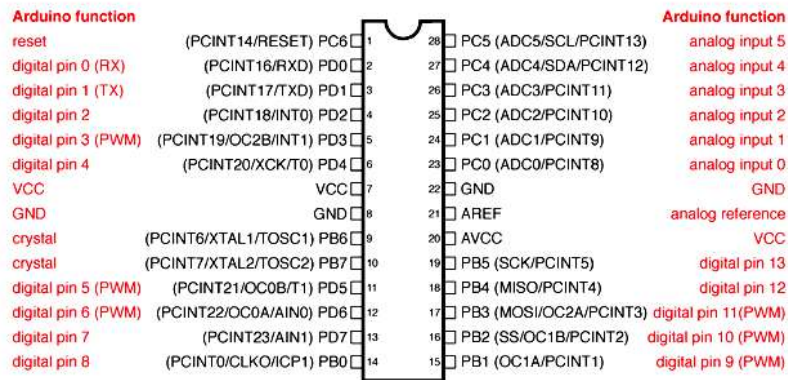 Arduino function Arduino function
reset (PCINT14/RESET) PC6 1 28 PC5 (ADC5/SCL/PCINT13) analog input 5
digital pin 0 (RX) (PCINT16/RXD) PD0 2 27 PC4 (ADC4/SDA/PCINT12) analog input 4
digital pin 1 (TX) (PCINT17/TXD) PD1 3 26 PC3 (ADC3/PCINT11) analog input 3
digital pin 2 (PCINT18/INT0) PD2 4 25 PC2 (ADC2/PCINT10) analog input 2
digital pin 3 (PWM) (PCINT19/OC2B/INT1) PD3 5 24 PC1 (ADC1/PCINT9) analog input 1
digital pin 4 (PCINT20/XCK/T0) PD4 6 23 PC0 (ADC0/PCINT8) analog input 0
VCC VCC 7 22 GND GND
GND GND 8 21 AREF analog reference
crystal (PCINT6/XTAL1/TOSC1) PB6 9 20 AVCC VCC
crystal (PCINT7/XTAL2/TOSC2) PB7 10 19 PB5 (SCK/PCINT5) digital pin 13
digital pin 5 (PWM) (PCINT21/OC0B/T1) PD5 11 18 PB4 (MISO/PCINT4) digital pin 12
digital pin 6 (PWM) (PCINT22/OC0A/AIN0) PD6 12 17 PB3 (MOSI/OC2A/PCINT3) digital pin 11(PWM)
digital pin 7 (PCINT23/AIN1) PD7 13 16 PB2 (SS/OC1B/PCINT2) digital pin 10 (PWM)
digital pin 8 (PCINT0/CLKO/ICP1) PB0 14 15 PB1 (OC1A/PCINT1) digital pin 9 (PWM)